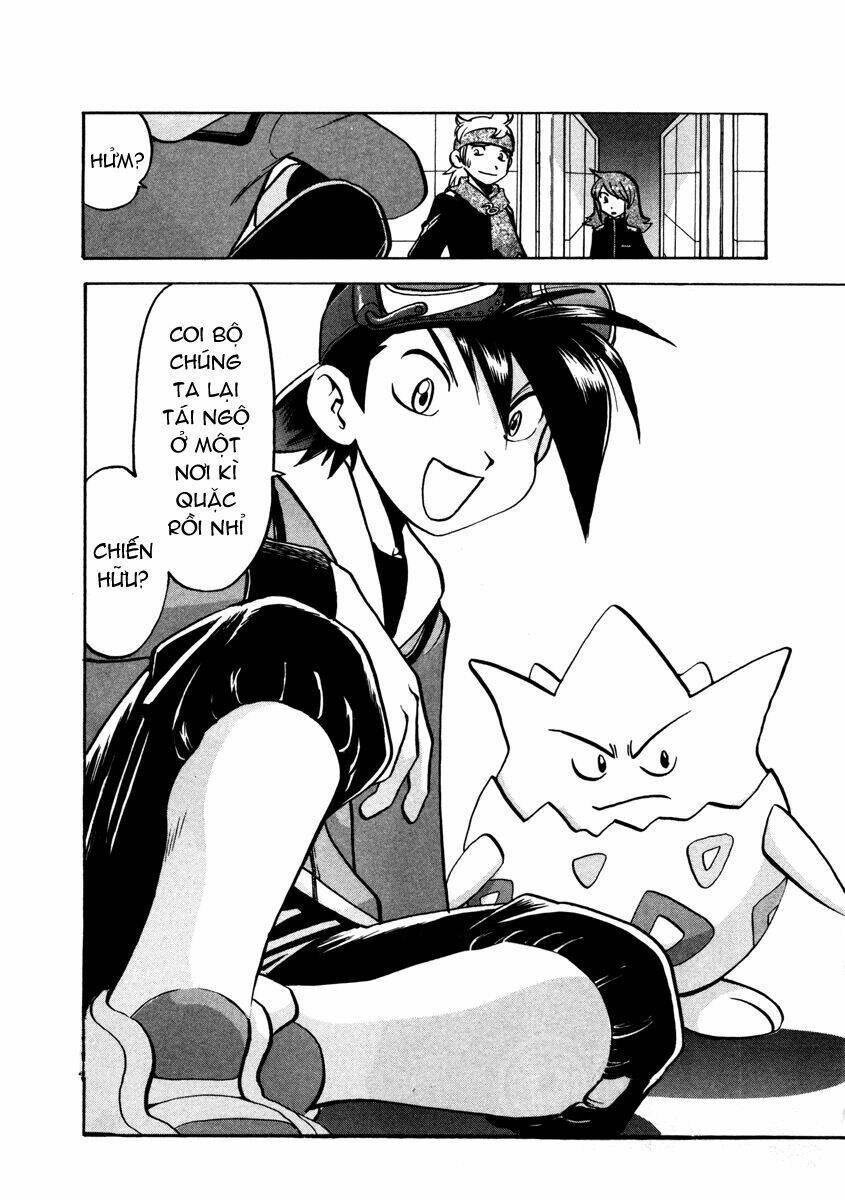 HỬM?
COI BỘ
CHÚNG
TA LẠI
TÁI NGỘ
Ở MỘT
NƠI KÌ
QUẶC
RỒI NHỈ
CHIẾN
HỮU?